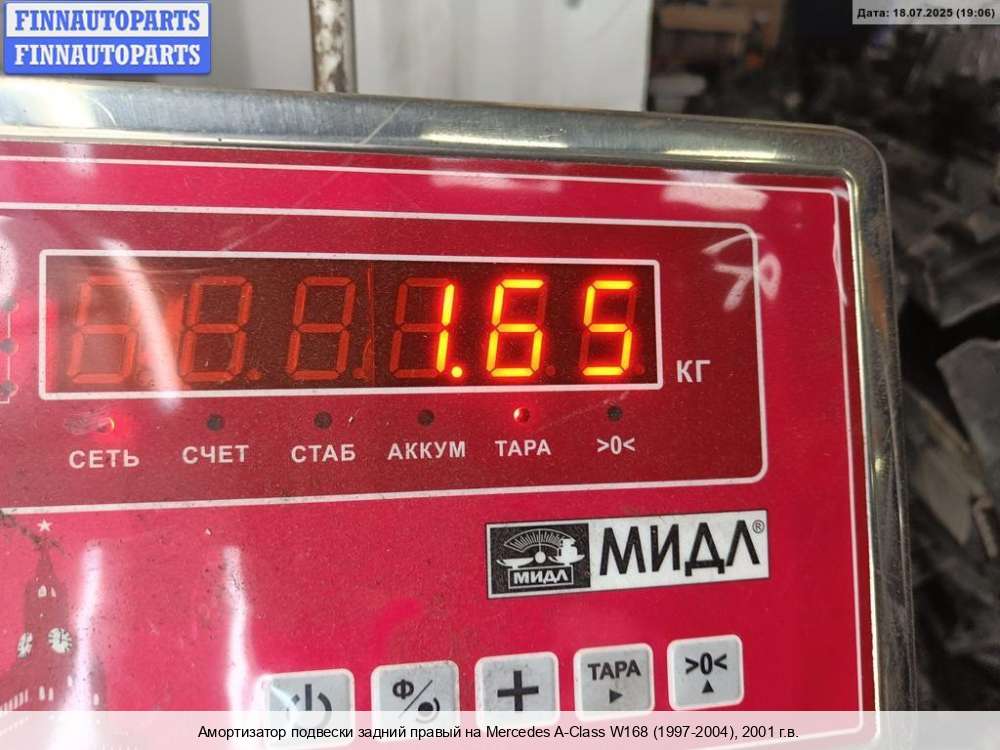 FINNAUTOPARTS
FINNAUTOPARTS
Дата: 18.07.2025 (19:06)
1.65
КГ
СЕТЬ СЧЕТ СТАБ АККУМ ТАРА >0<
МИДЛ МИДЛ®
Ф + ТАРА >0<
Амортизатор подвески задний правый на Mercedes A-Class W168 (1997-2004), 2001 г.в.